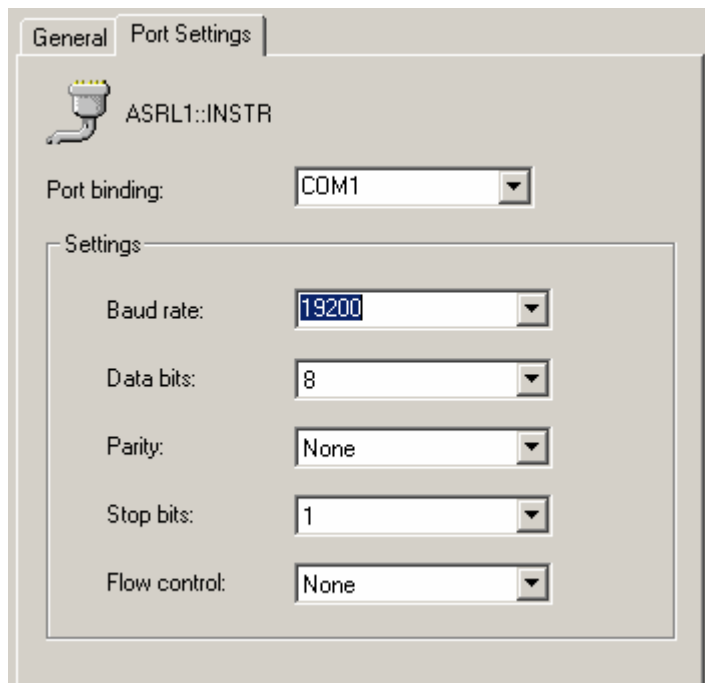 General Port Settings
ASRL1::INSTR
Port binding: COM1
Settings
Baud rate: 19200
Data bits: 8
Parity: None
Stop bits: 1
Flow control: None